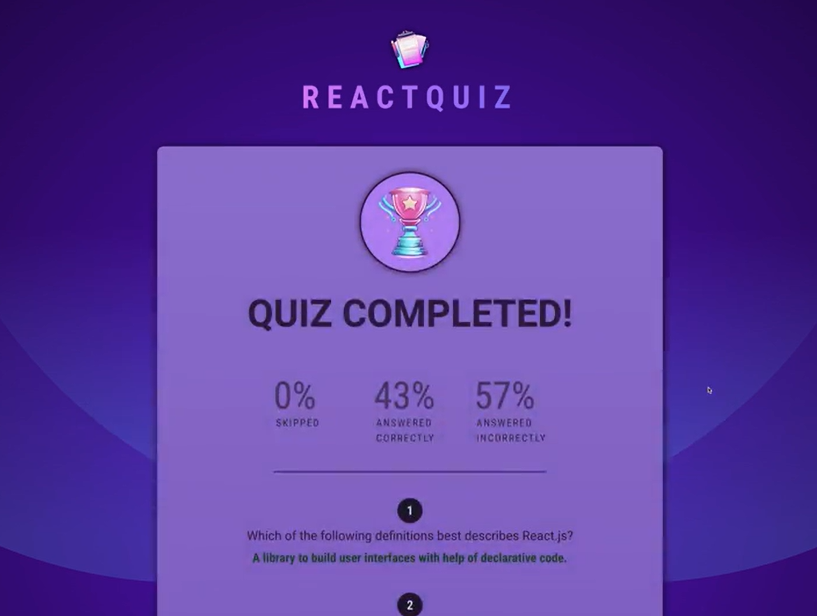 REACTQUIZ
QUIZ COMPLETED!
0% 43% 57%
SKIPPED ANSWERED ANSWERED
CORRECTLY INCORRECTLY
1
Which of the following definitions best describes React.js?
A library to build user interfaces with help of declarative code.
2